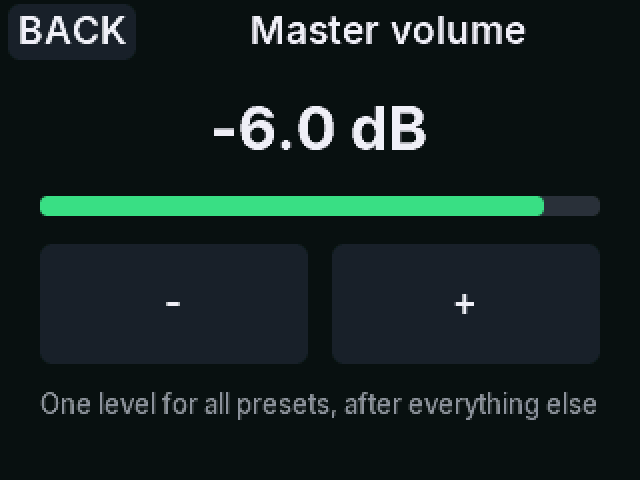 BACK
Master volume
-6.0 dB
-
+
One level for all presets, after everything else